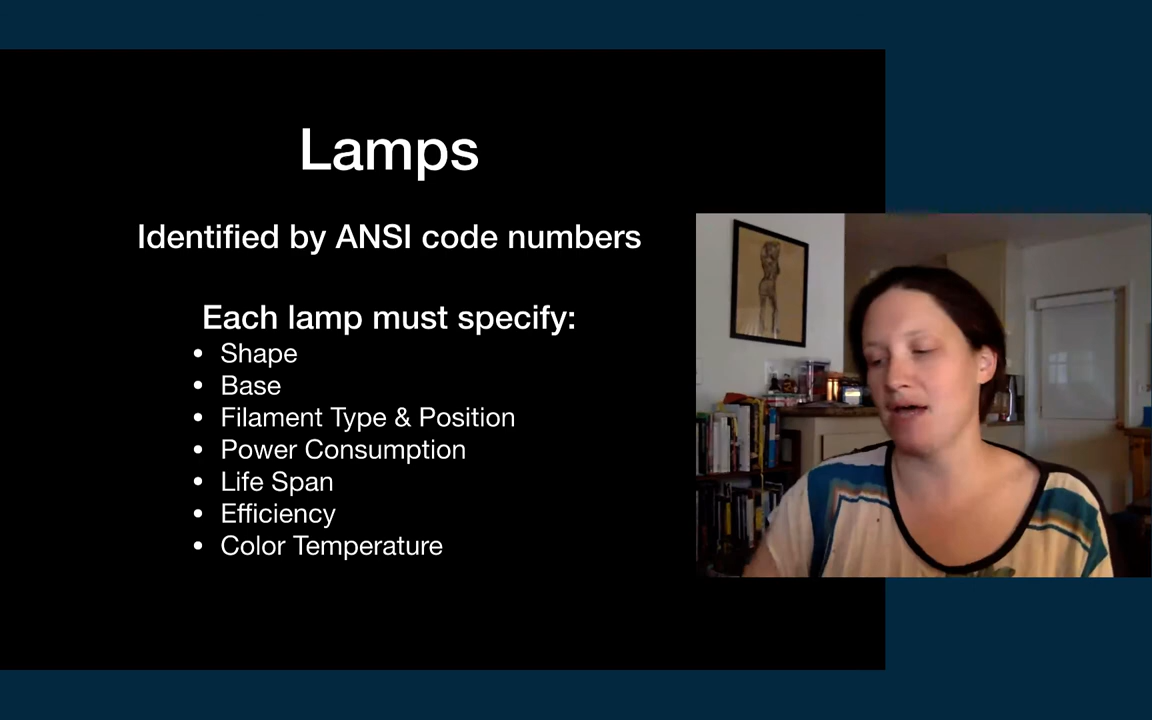 Lamps
Identified by ANSI code numbers
Each lamp must specify:
• Shape
• Base
• Filament Type & Position
• Power Consumption
• Life Span
• Efficiency
• Color Temperature